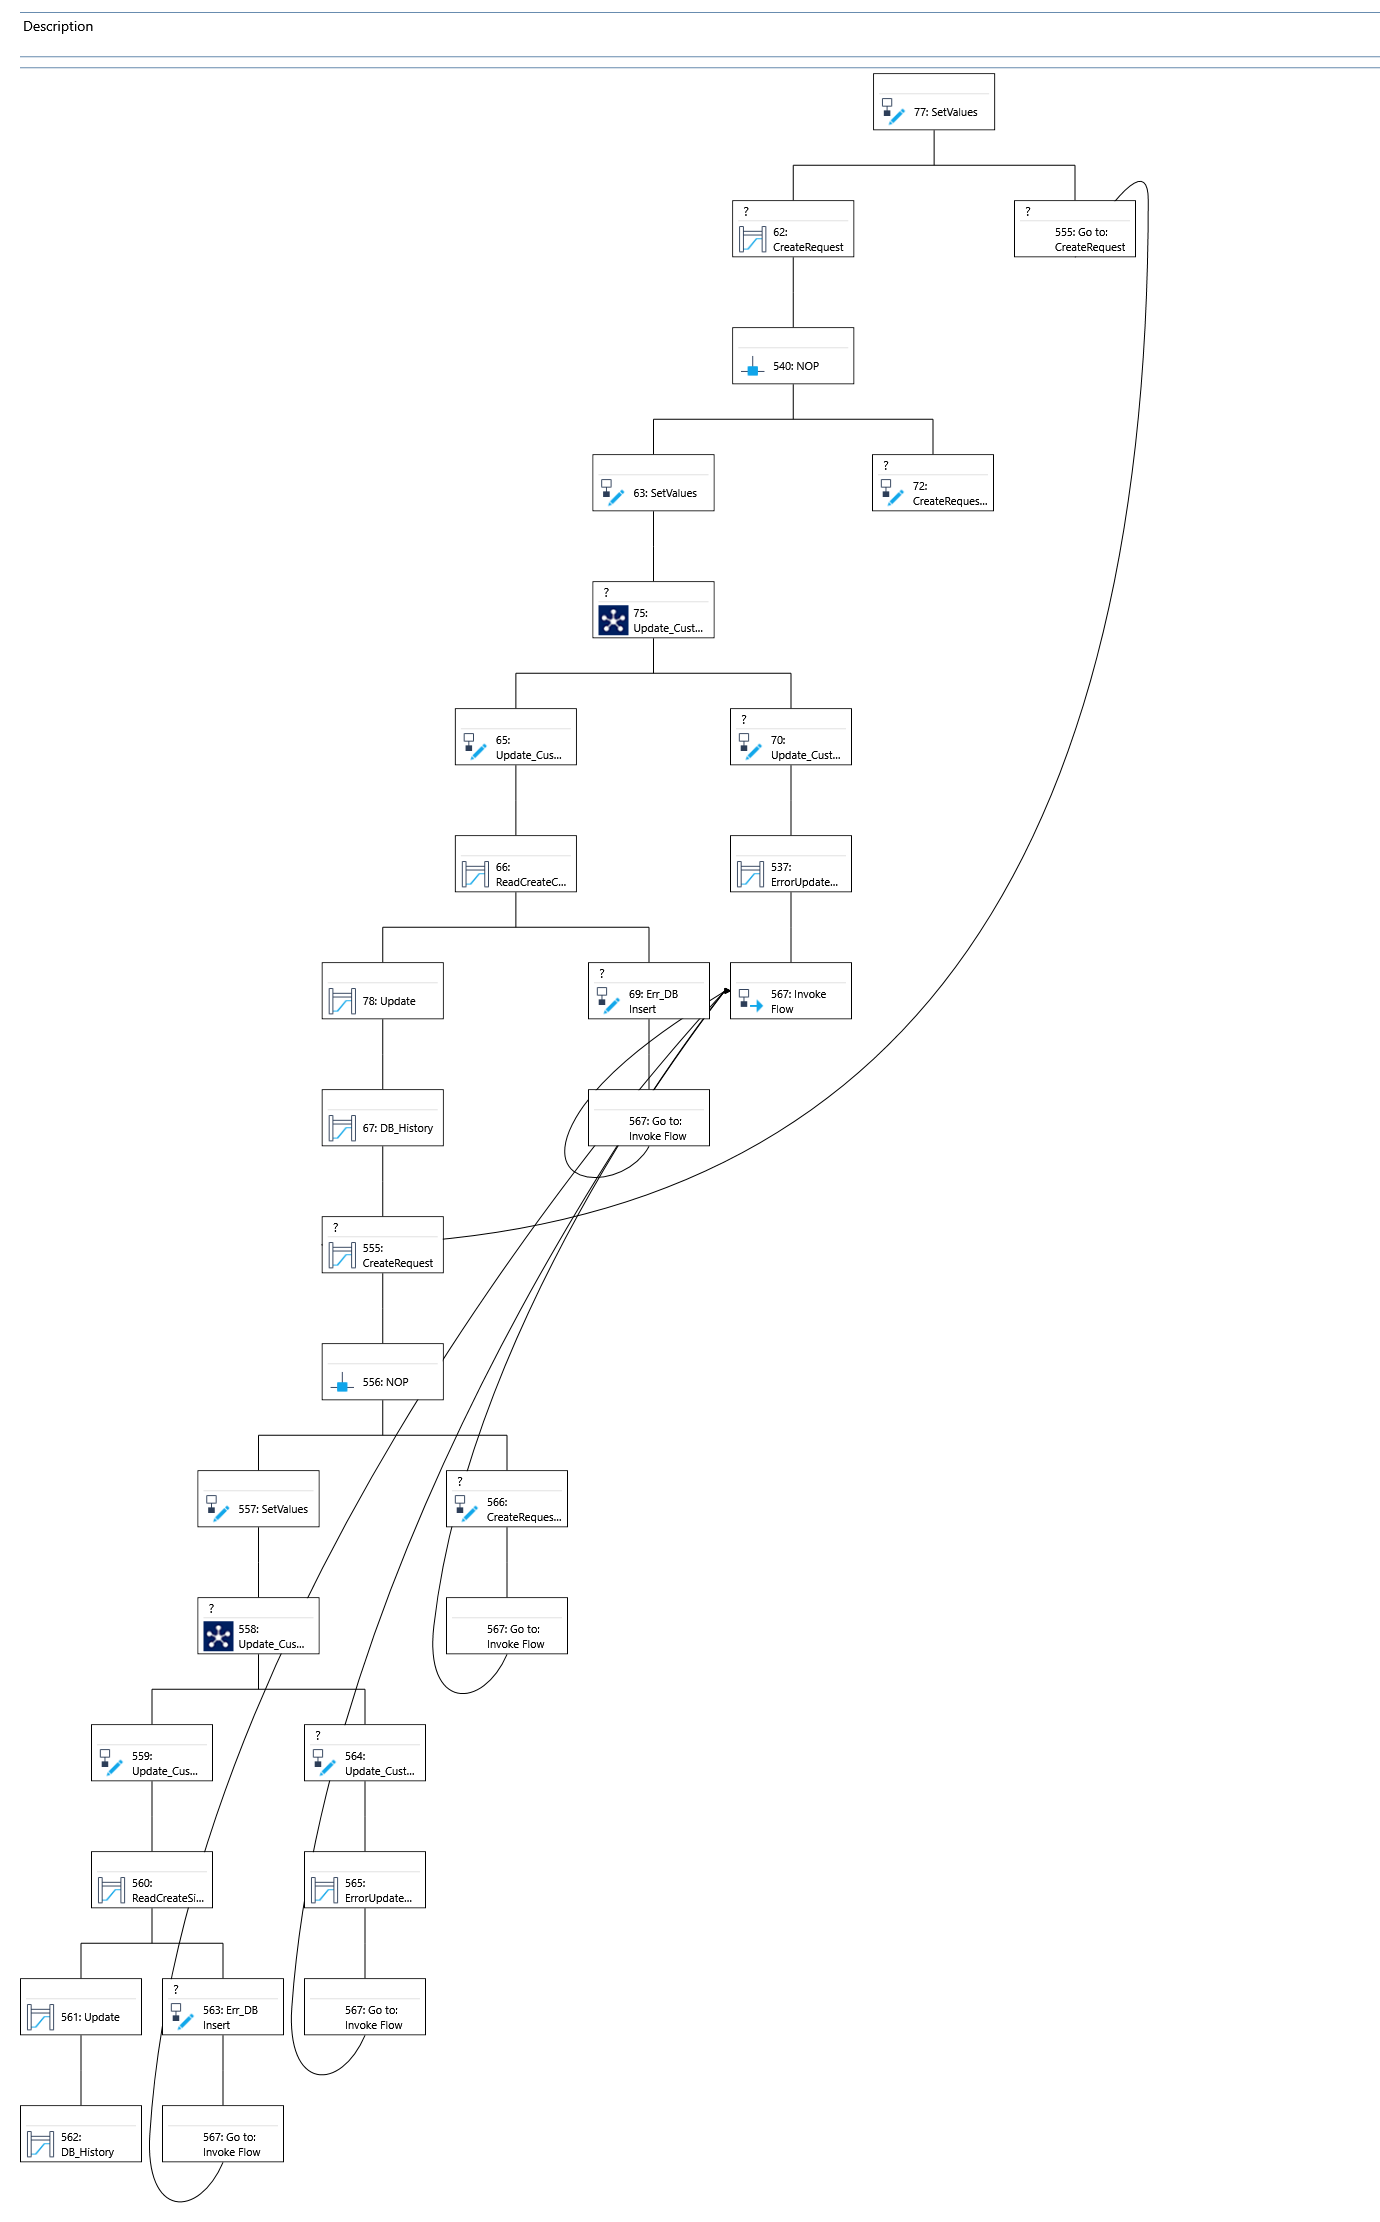 Description
77: SetValues
?
62:
CreateRequest
?
555: Go to:
CreateRequest
540: NOP
63: SetValues
?
72:
CreateReques...
?
75:
Update_Cust...
65:
Update_Cus...
?
70:
Update_Cust...
66:
ReadCreateC...
537:
ErrorUpdate...
78: Update
?
69: Err_DB
Insert
567: Invoke
Flow
67: DB_History
567: Go to:
Invoke Flow
?
555:
CreateRequest
556: NOP
557: SetValues
?
566:
CreateReques...
?
558:
Update_Cus...
567: Go to:
Invoke Flow
559:
Update_Cus...
?
564:
Update_Cust...
560:
ReadCreateSi...
565:
ErrorUpdate...
561: Update
?
563: Err_DB
Insert
567: Go to:
Invoke Flow
562:
DB_History
567: Go to:
Invoke Flow